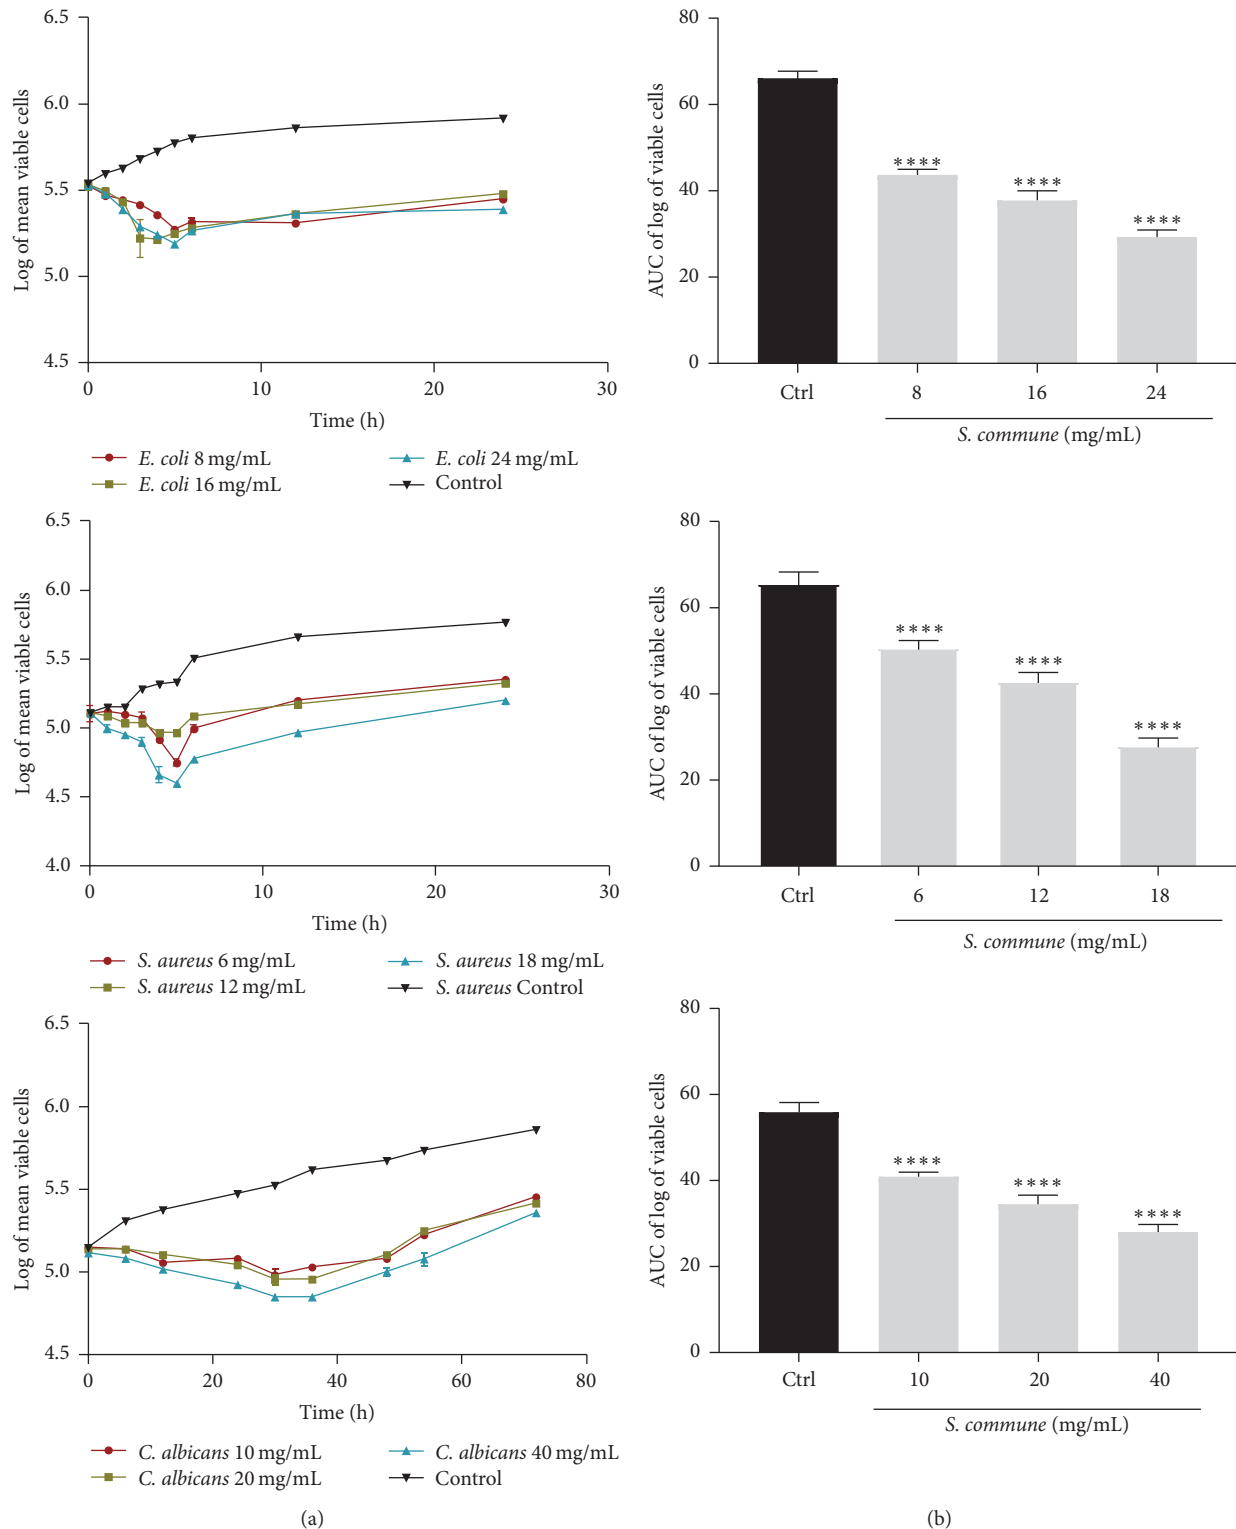 6.5
6.0
5.5
5.0
4.5
Log of mean viable cells
0
10
20
30
Time (h)
E. coli 8 mg/mL
E. coli 16 mg/mL
E. coli 24 mg/mL
Control
80
60
40
20
0
AUC of log of viable cells
****
****
****
Ctrl
8
16
24
S. commune (mg/mL)
6.5
6.0
5.5
5.0
4.5
4.0
Log of mean viable cells
0
10
20
30
Time (h)
S. aureus 6 mg/mL
S. aureus 12 mg/mL
S. aureus 18 mg/mL
S. aureus Control
80
60
40
20
0
AUC of log of viable cells
****
****
****
Ctrl
6
12
18
S. commune (mg/mL)
6.5
6.0
5.5
5.0
4.5
Log of mean viable cells
0
20
40
60
80
Time (h)
C. albicans 10 mg/mL
C. albicans 20 mg/mL
C. albicans 40 mg/mL
Control
80
60
40
20
0
AUC of log of viable cells
****
****
****
Ctrl
10
20
40
S. commune (mg/mL)
(a)
(b)